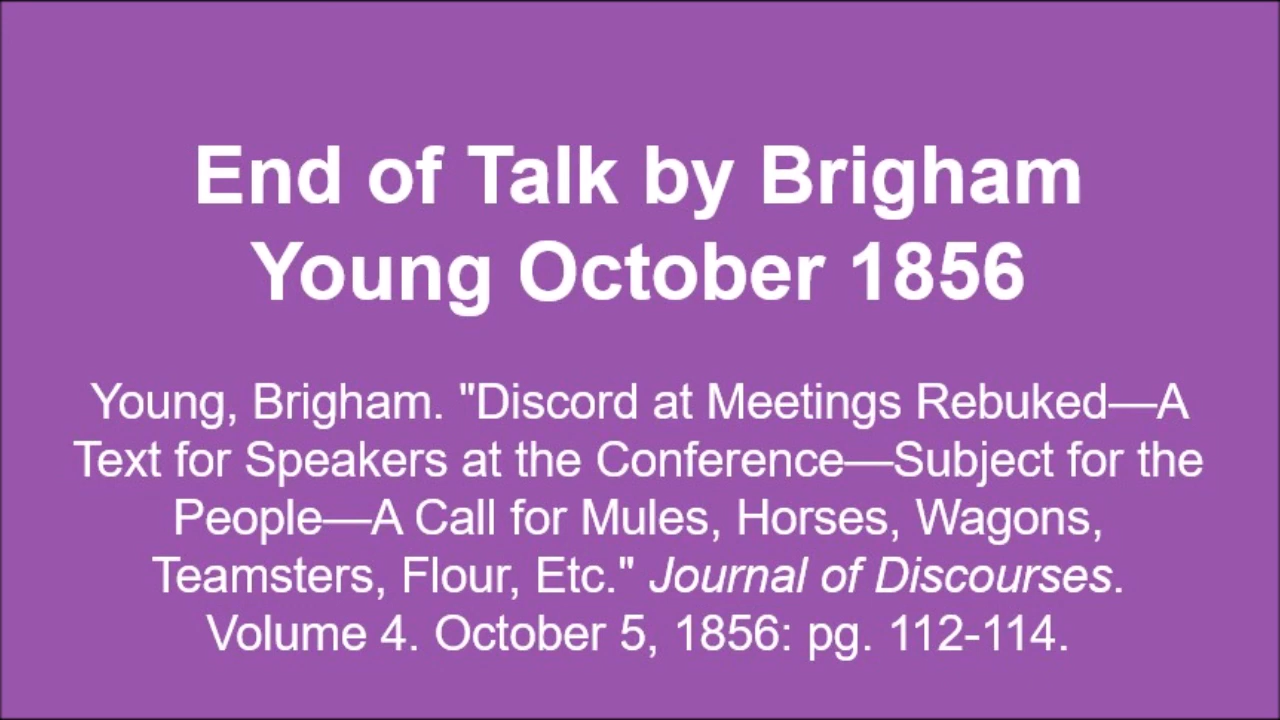 End of Talk by Brigham
Young October 1856
Young, Brigham. "Discord at Meetings Rebuked—A
Text for Speakers at the Conference—Subject for the
People—A Call for Mules, Horses, Wagons,
Teamsters, Flour, Etc." Journal of Discourses.
Volume 4. October 5, 1856: pg. 112-114.